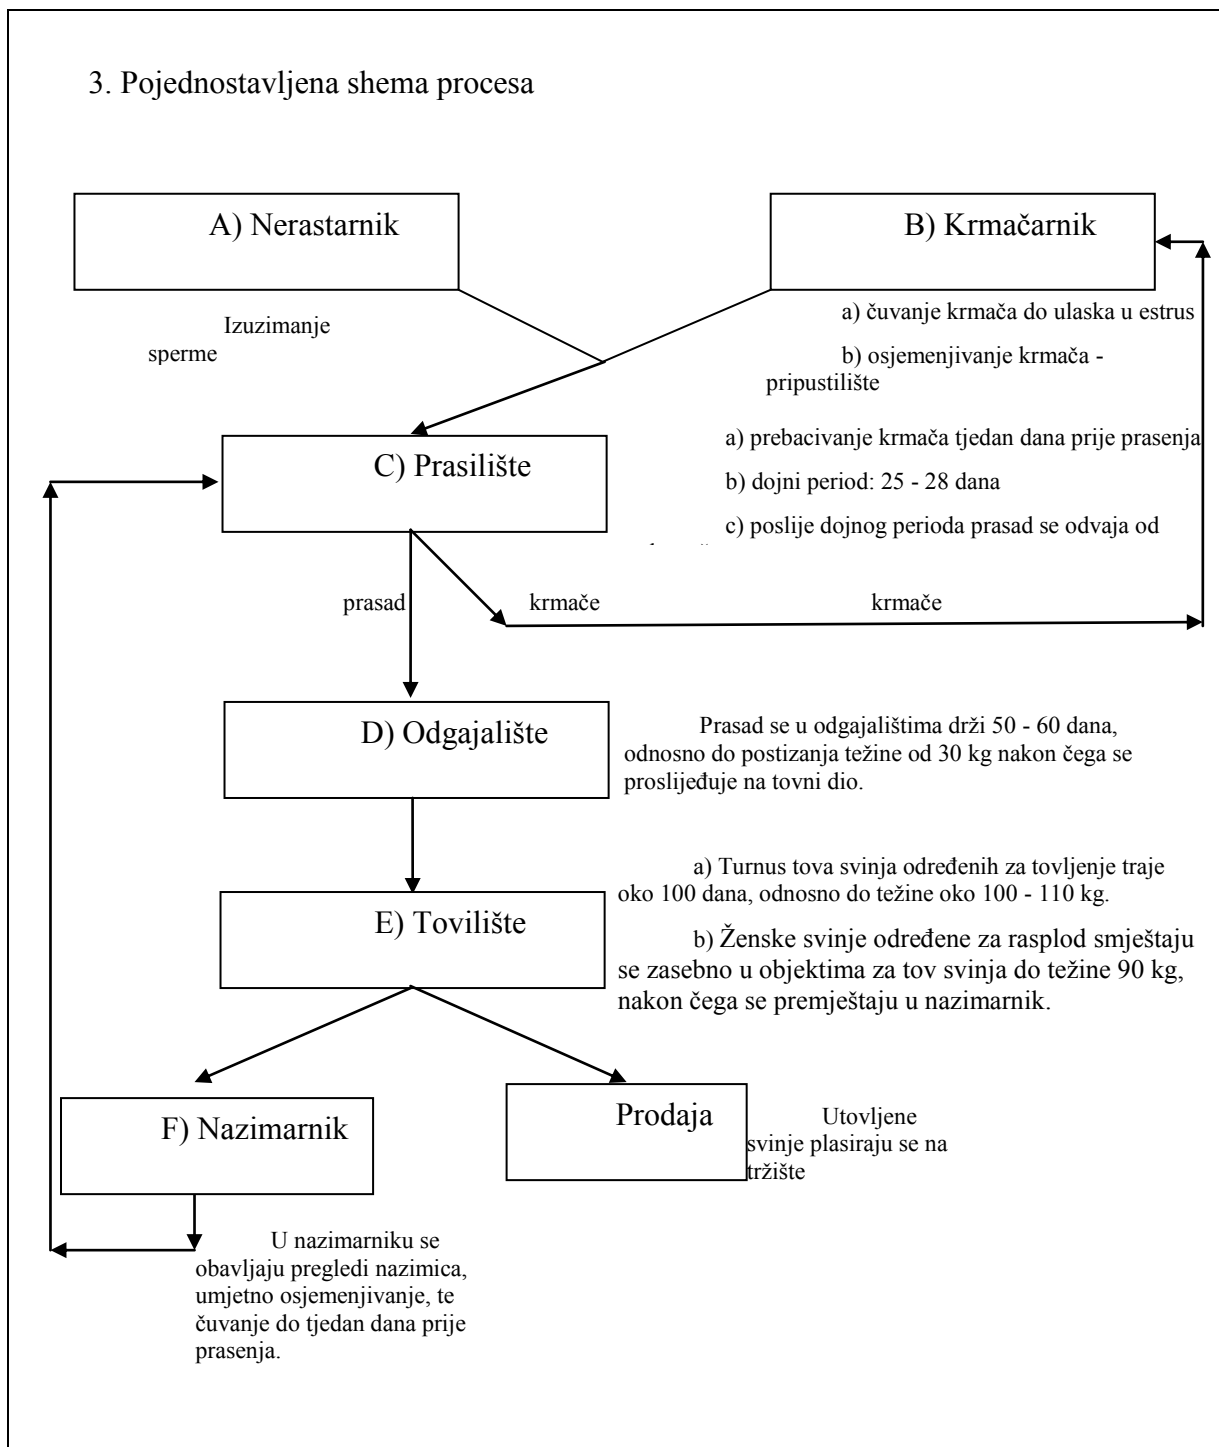 3. Pojednostavljena shema procesa
A) Nerastarnik
B) Krmačarnik
Izuzimanje
sperme
a) čuvanje krmača do ulaska u estrus
b) osjemenjivanje krmača -
pripustilište
C) Prasilište
a) prebacivanje krmača tjedan dana prije prasenja
b) dojni period: 25 - 28 dana
c) poslije dojnog perioda prasad se odvaja od
prasad
krmače
krmače
D) Odgajalište
Prasad se u odgajalištima drži 50 - 60 dana,
odnosno do postizanja težine od 30 kg nakon čega se
proslijeđuje na tovni dio.
E) Tovilište
a) Turnus tova svinja određenih za tovljenje traje
oko 100 dana, odnosno do težine oko 100 - 110 kg.
b) Ženske svinje određene za rasplod smještaju
se zasebno u objektima za tov svinja do težine 90 kg,
nakon čega se premještaju u nazimarnik.
F) Nazimarnik
Prodaja
Utovljene
svinje plasiraju se na
tržište
U nazimarniku se
obavljaju pregledi nazimica,
umjetno osjemenjivanje, te
čuvanje do tjedan dana prije
prasenja.